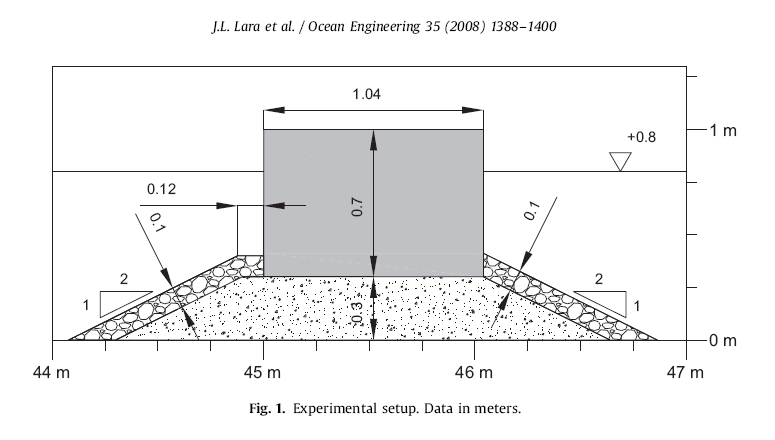 J.L. Lara et al. / Ocean Engineering 35 (2008) 1388–1400
1.04
1 m
+0.8
0.12
0.1
0.7
0.1
2
1
2
1
0.3
0 m
44 m
45 m
46 m
47 m
Fig. 1. Experimental setup. Data in meters.